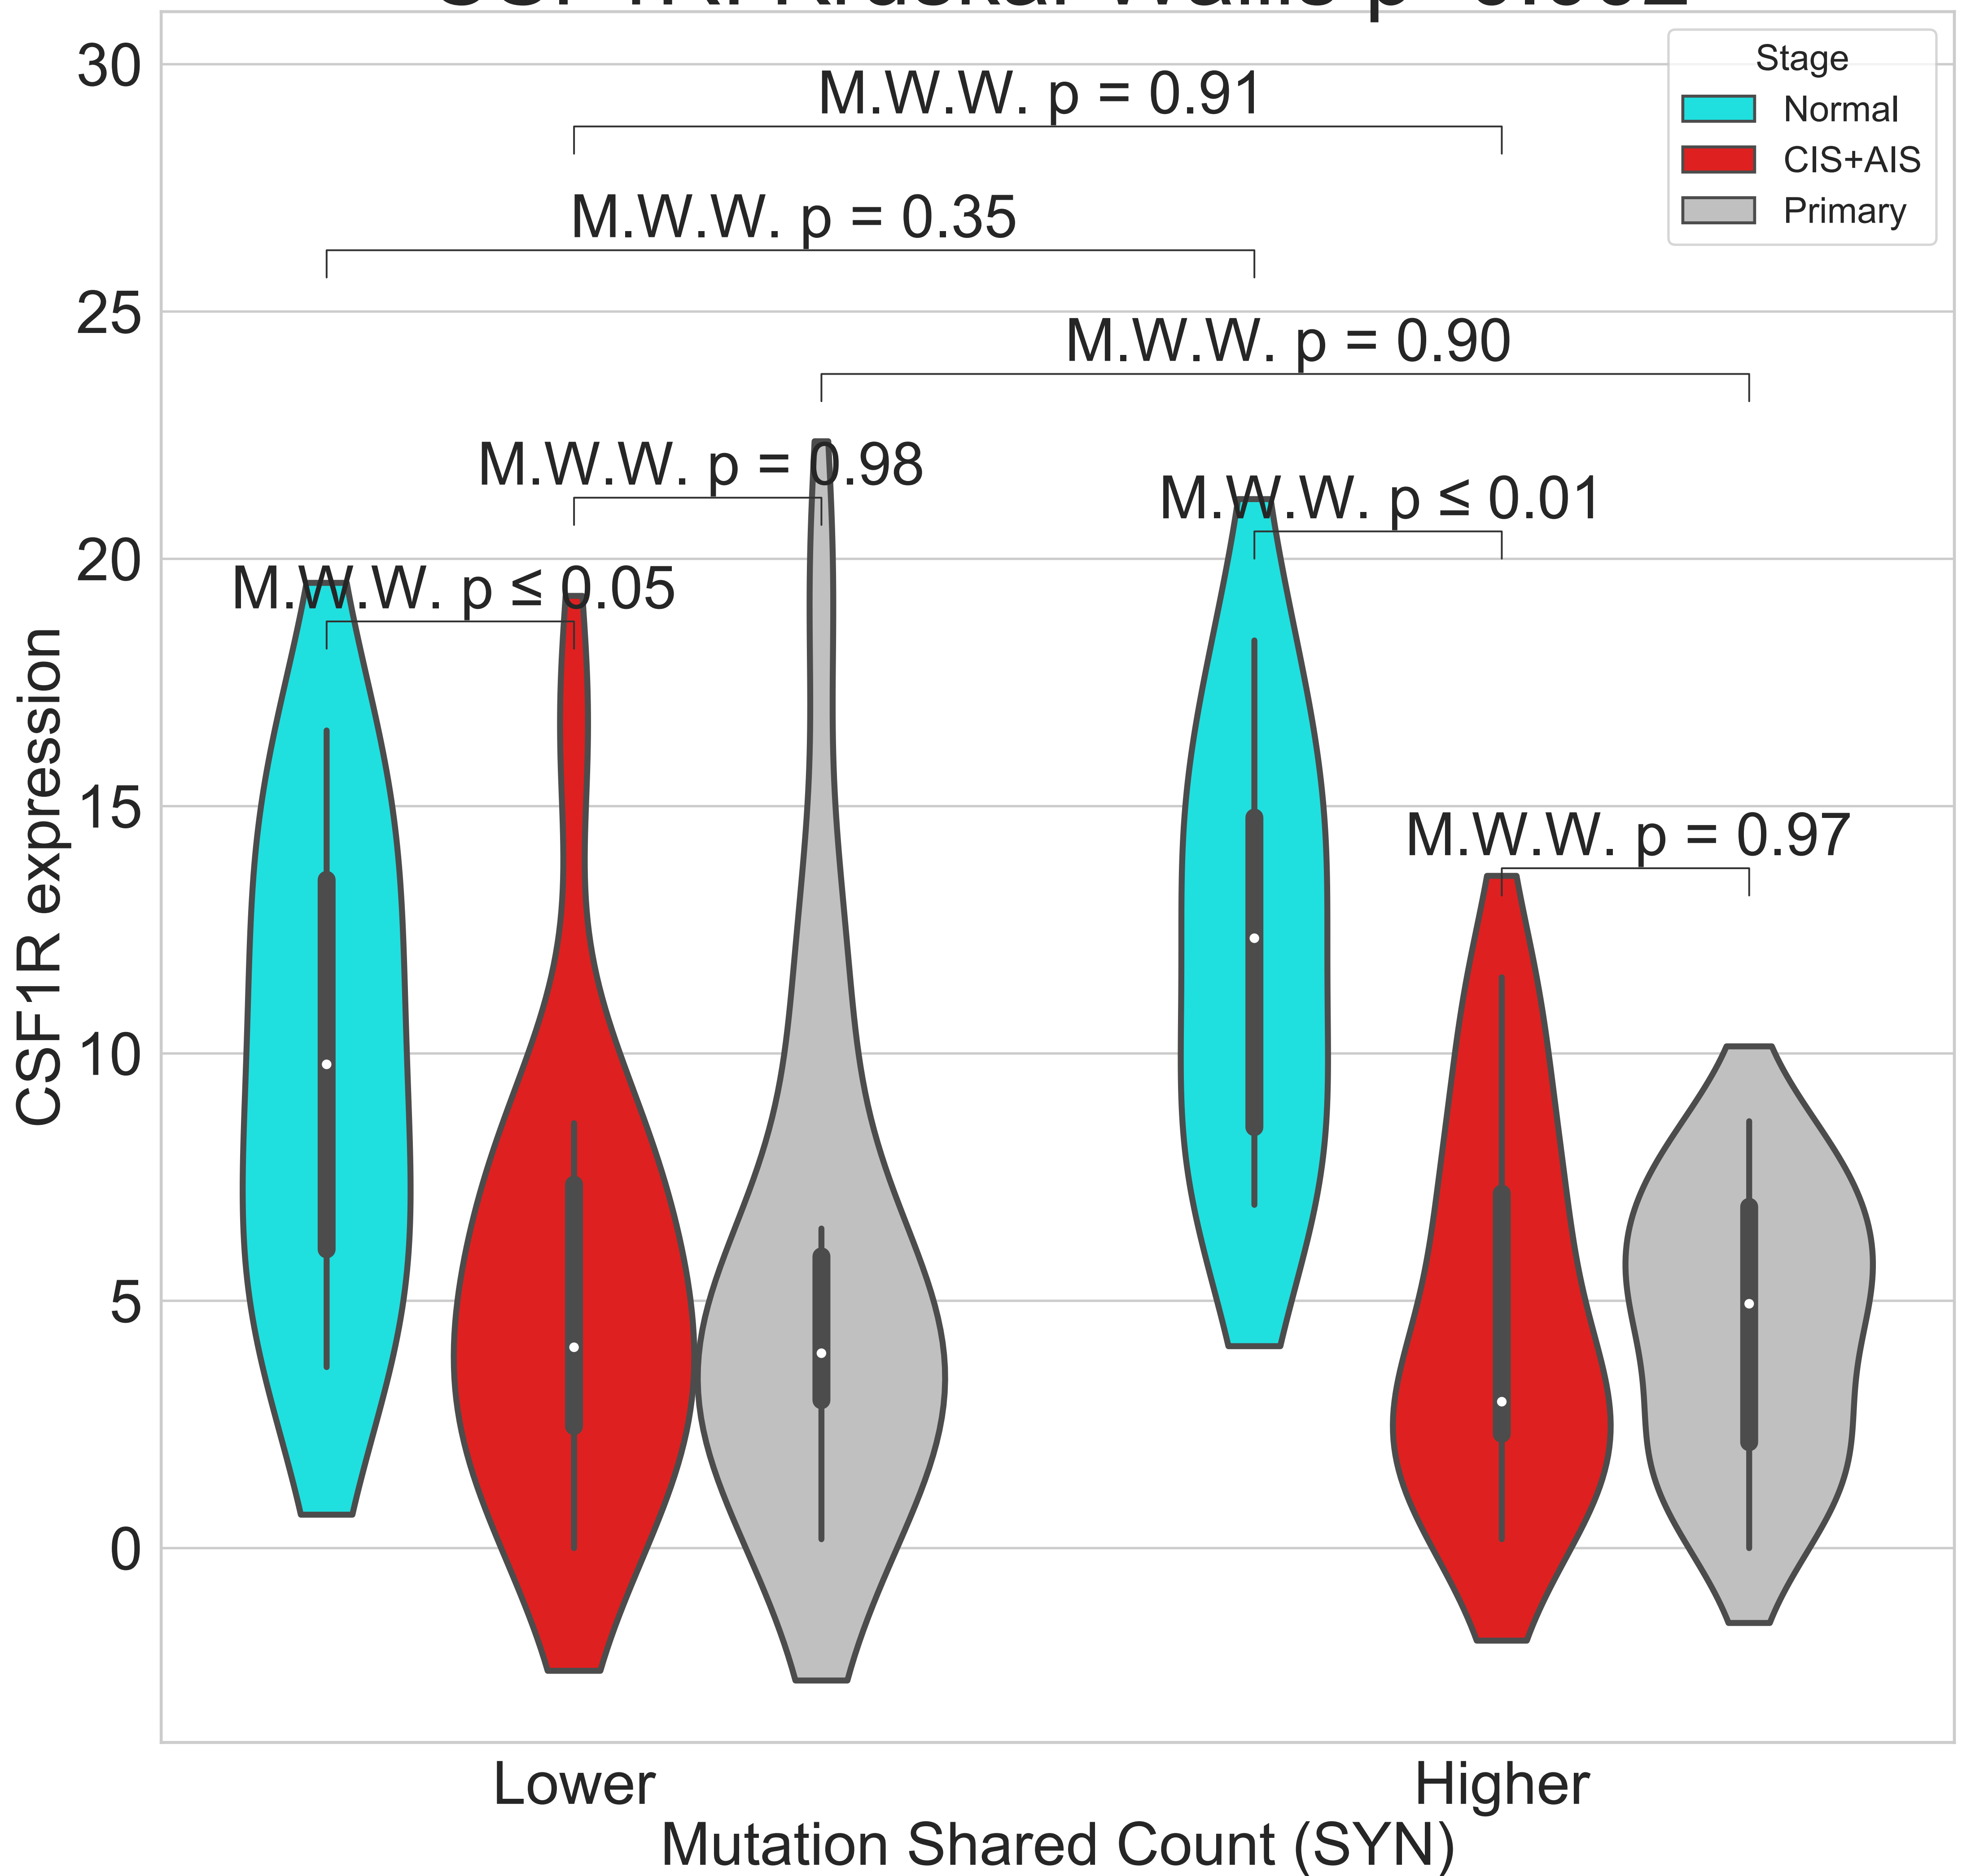 30
25
20
15
10
5
0
CSF1R expression
Stage
Normal
CIS+AIS
Primary
M.W.W. p = 0.91
M.W.W. p = 0.35
M.W.W. p = 0.90
M.W.W. p = 0.98
M.W.W. p ≤ 0.01
M.W.W. p ≤ 0.05
M.W.W. p = 0.97
Lower
Higher
Mutation Shared Count (SYN)